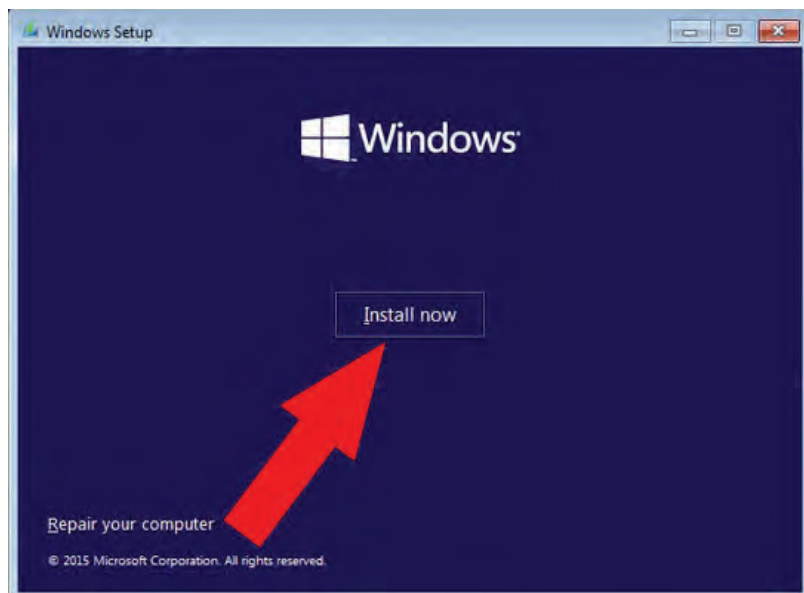 Windows Setup
Windows
Install now
Repair your computer
© 2015 Microsoft Corporation. All rights reserved.